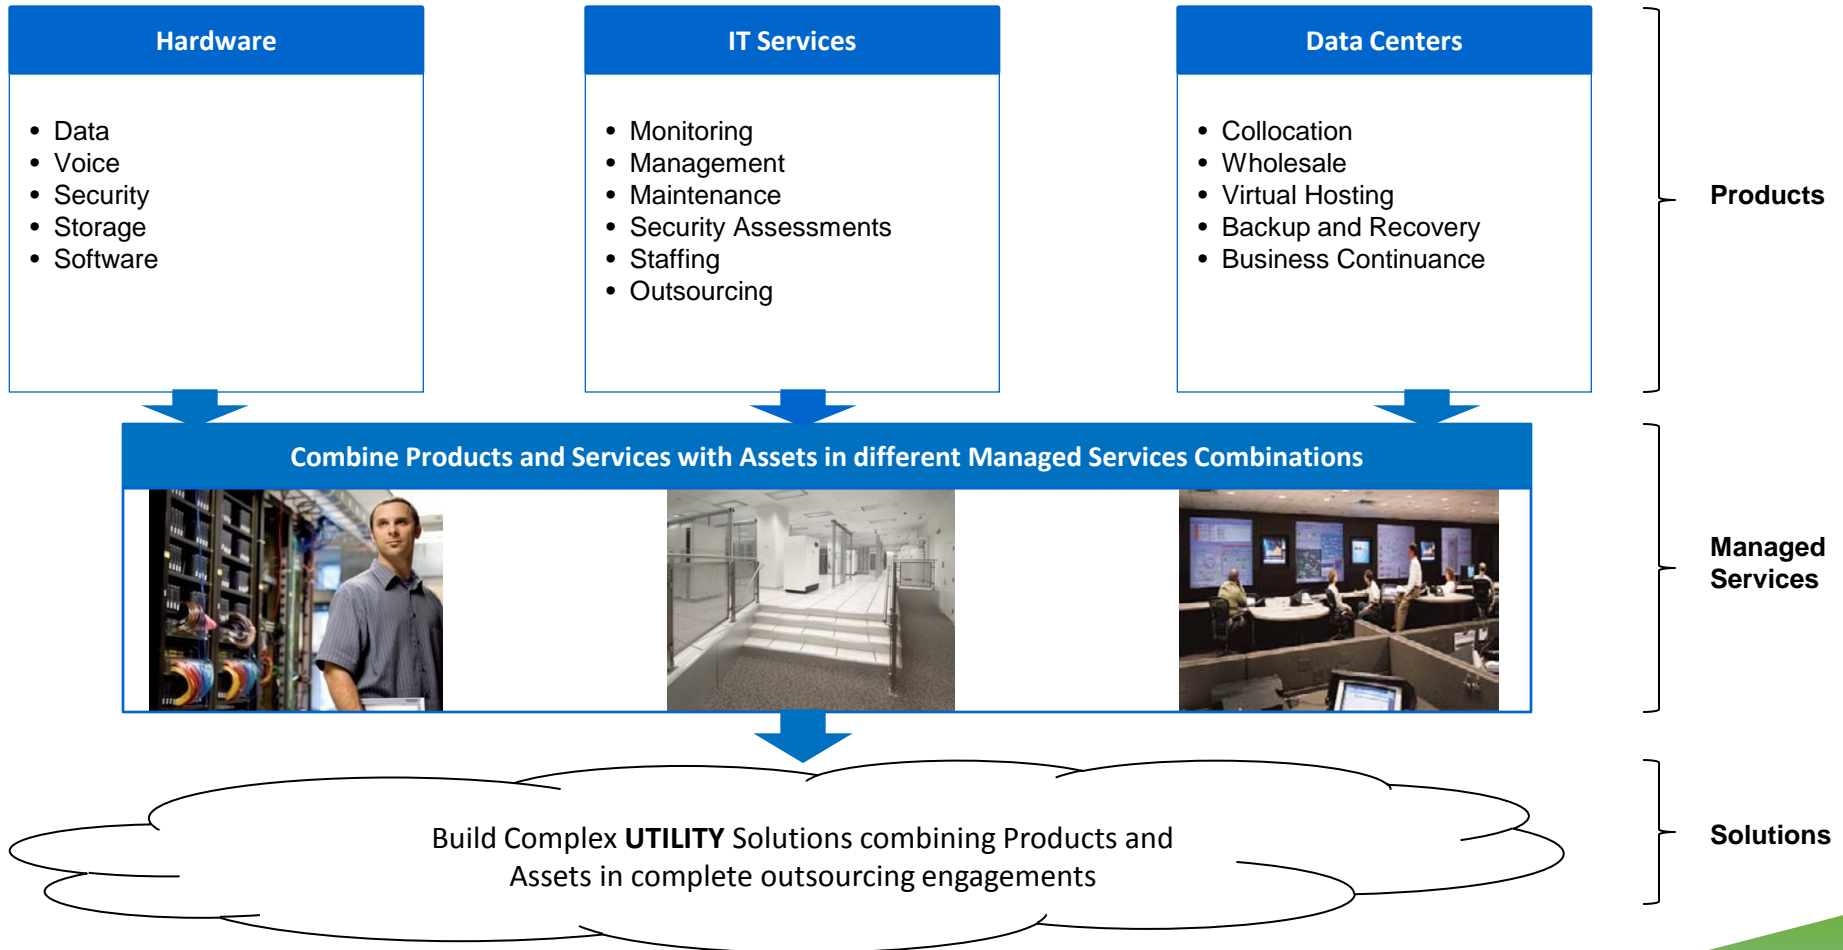 Hardware
• Data
• Voice
• Security
• Storage
• Software
IT Services
• Monitoring
• Management
• Maintenance
• Security Assessments
• Staffing
• Outsourcing
Data Centers
• Collocation
• Wholesale
• Virtual Hosting
• Backup and Recovery
• Business Continuance
Products
Combine Products and Services with Assets in different Managed Services Combinations
Managed
Services
Build Complex UTILITY Solutions combining Products and
Assets in complete outsourcing engagements
Solutions